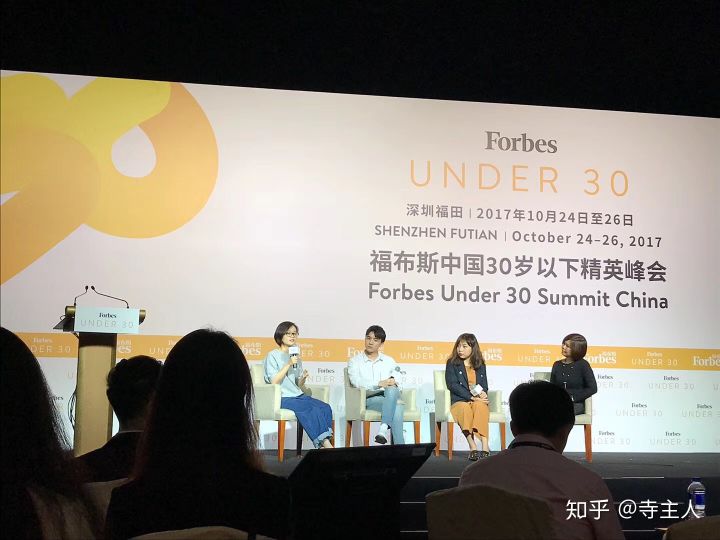 Forbes
UNDER 30
深圳福田 | 2017年10月24日至26日
SHENZHEN FUTIAN | October 24–26, 2017
福布斯中国30岁以下精英峰会
Forbes Under 30 Summit China
Forbes
UNDER 30
知乎 @寺主人